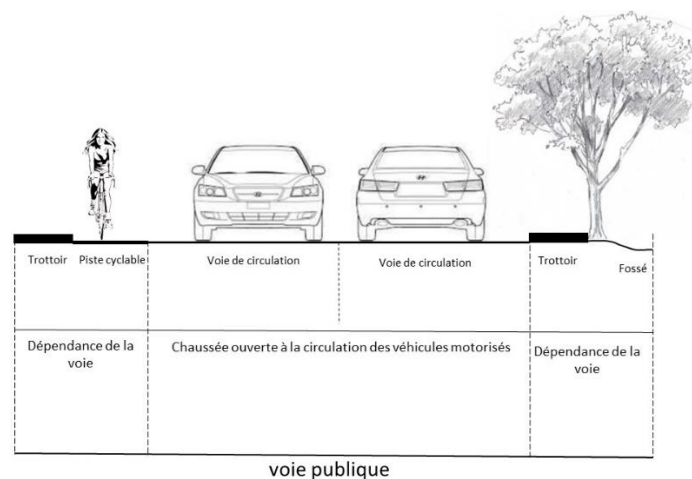 Trottoir
Piste cyclable
Voie de circulation
Voie de circulation
Trottoir
Fossé
Dépendance de la
voie
Chaussée ouverte à la circulation des véhicules motorisés
Dépendance de la
voie
voie publique